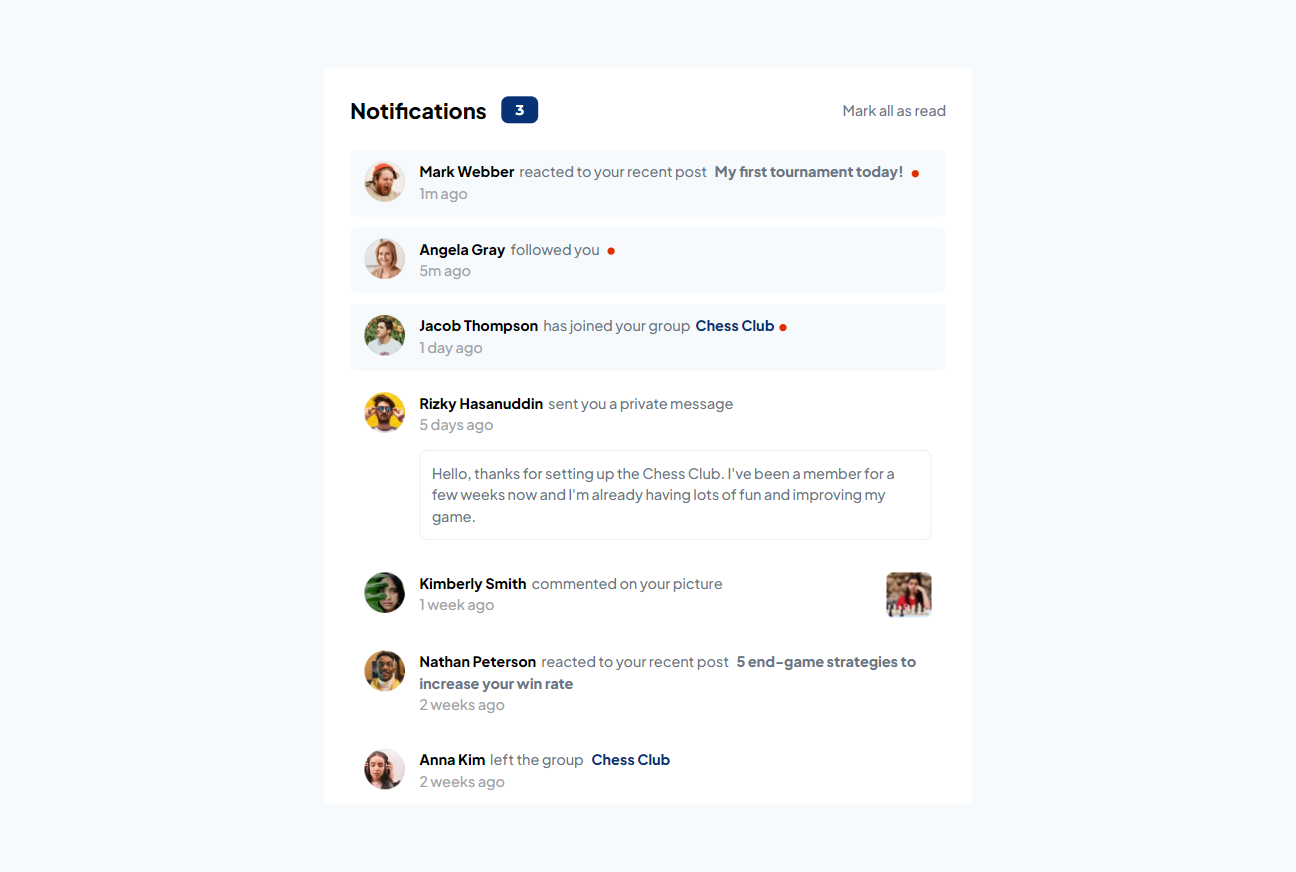 Notifications 3 Mark all as read
Mark Webber reacted to your recent post My first tournament today!
1m ago
Angela Gray followed you
5m ago
Jacob Thompson has joined your group Chess Club
1 day ago
Rizky Hasanuddin sent you a private message
5 days ago
Hello, thanks for setting up the Chess Club. I've been a member for a
few weeks now and I'm already having lots of fun and improving my
game.
Kimberly Smith commented on your picture
1 week ago
Nathan Peterson reacted to your recent post 5 end-game strategies to
increase your win rate
2 weeks ago
Anna Kim left the group Chess Club
2 weeks ago